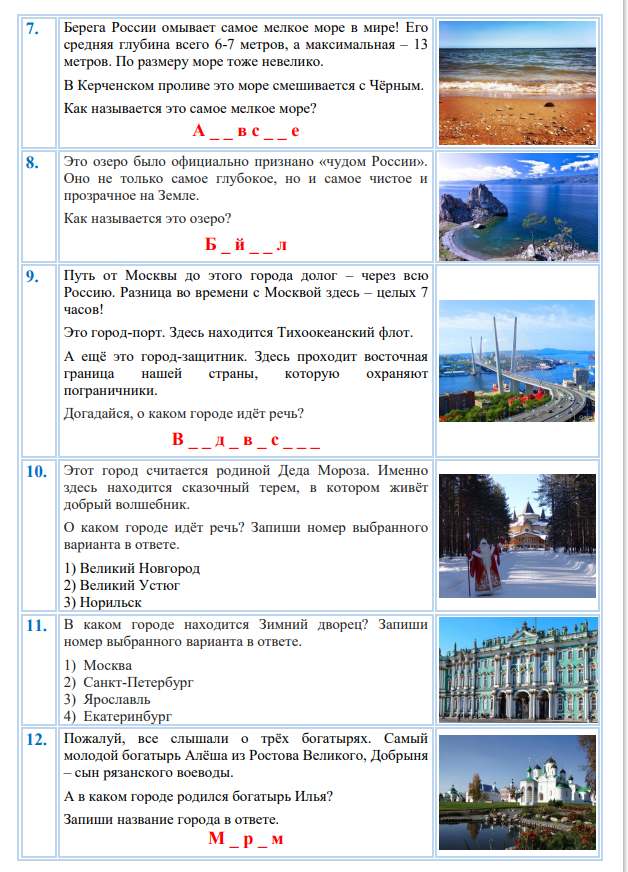 7.
Берега России омывает самое мелкое море в мире! Его
средняя глубина всего 6-7 метров, а максимальная – 13
метров. По размеру море тоже невелико.
В Керченском проливе это море смешивается с Чёрным.
Как называется это самое мелкое море?
А _ _ в с _ _ е
8.
Это озеро было официально признано «чудом России».
Оно не только самое глубокое, но и самое чистое и
прозрачное на Земле.
Как называется это озеро?
Б _ й _ _ л
9.
Путь от Москвы до этого города долог – через всю
Россию. Разница во времени с Москвой здесь – целых 7
часов!
Это город-порт. Здесь находится Тихоокеанский флот.
А ещё это город-защитник. Здесь проходит восточная
граница нашей страны, которую охраняют
пограничники.
Догадайся, о каком городе идёт речь?
В _ _ д _ в _ с _ _ _
10.
Этот город считается родиной Деда Мороза. Именно
здесь находится сказочный терем, в котором живёт
добрый волшебник.
О каком городе идёт речь? Запиши номер выбранного
варианта в ответе.
1) Великий Новгород
2) Великий Устюг
3) Норильск
11.
В каком городе находится Зимний дворец? Запиши
номер выбранного варианта в ответе.
1) Москва
2) Санкт-Петербург
3) Ярославль
4) Екатеринбург
12.
Пожалуй, все слышали о трёх богатырях. Самый
молодой богатырь Алёша из Ростова Великого, Добрыня
– сын рязанского воеводы.
А в каком городе родился богатырь Илья?
Запиши название города в ответе.
М _ р _ м